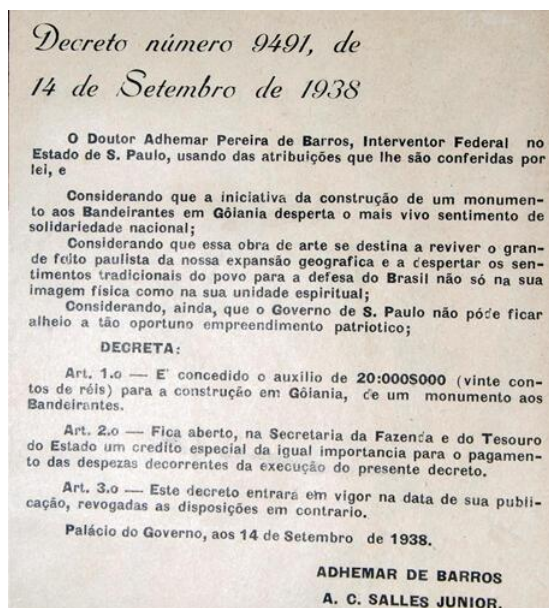 Decreto número 9491, de
14 de Setembro de 1938
O Doutor Adhemar Pereira de Barros, Interventor Federal no
Estado de S. Paulo, usando das atribuições que lhe são conferidas por
lei, e
Considerando que a iniciativa da construção de um monumen-
to aos Bandeirantes em Gôiania desperta o mais vivo sentimento de
solidariedade nacional;
Considerando que essa obra de arte se destina a reviver o gran-
de feito paulista da nossa expansão geografica e a despertar os sen-
timentos tradicionais do povo para a defesa do Brasil não só na sua
imagem física como na sua unidade espiritual;
Considerando, ainda, que o Governo de S. Paulo não póde ficar
alheio a tão oportuno empreendimento patriotico;
DECRETA:
Art. 1.o — E' concedido o auxilio de 20:000S000 (vinte con-
tos de réis) para a construção em Gôiania, de um monumento aos
Bandeirantes.
Art. 2.o — Fica aberto, na Secretaria da Fazenda e do Tesouro
do Estado um credito especial da igual importancia para o pagamen-
to das despezas decorrentes da execução do presente decreto.
Art. 3.o — Este decreto entrará em vigor na data de sua publi-
cação, revogadas as disposições em contrario.
Palácio do Governo, aos 14 de Setembro de 1938.
ADHEMAR DE BARROS
A. C. SALLES JUNIOR.